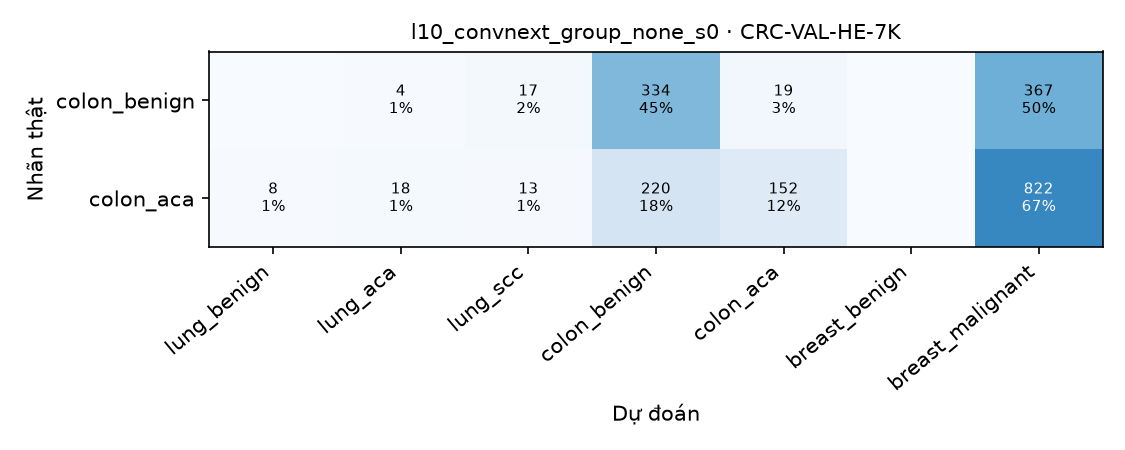 l10_convnext_group_none_s0 · CRC-VAL-HE-7K
Nhãn thật
colon_benign
4 17 334 19 367
1% 2% 45% 3% 50%
colon_aca
8 18 13 220 152 822
1% 1% 1% 18% 12% 67%
lung_benign
lung_aca
lung_scc
colon_benign
colon_aca
breast_benign
breast_malignant
Dự đoán